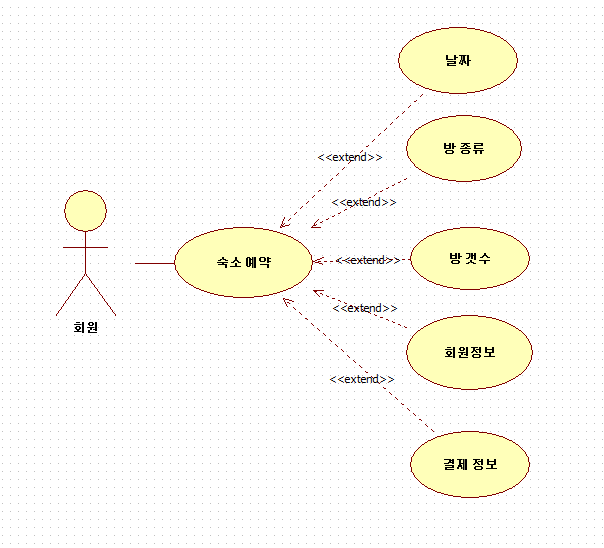 날짜
<<extend>>
방 종류
<<extend>>
숙소 예약
<<extend>>
방 갯수
<<extend>>
회원
회원정보
<<extend>>
결제 정보